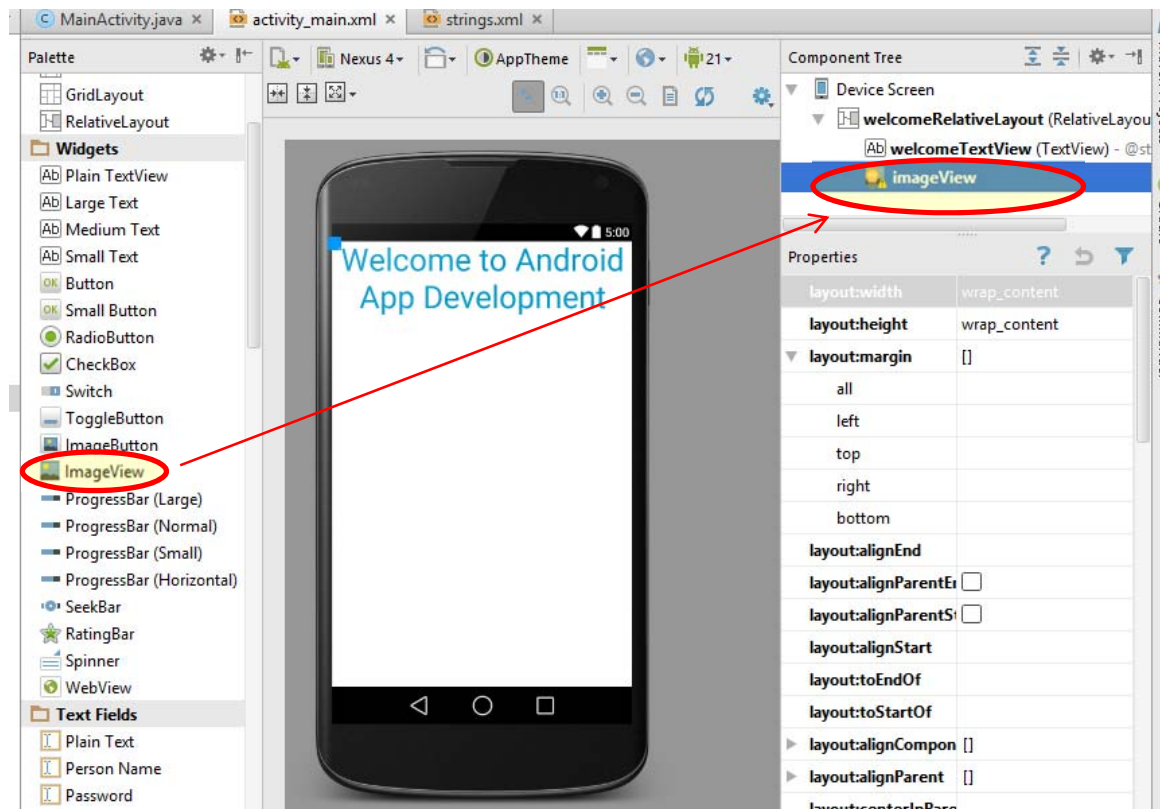 MainActivity.java ×
activity_main.xml ×
strings.xml ×
Palette
Nexus 4
AppTheme
21
Component Tree
GridLayout
RelativeLayout
Widgets
Plain TextView
Large Text
Medium Text
Small Text
Button
Small Button
RadioButton
CheckBox
Switch
ToggleButton
ImageButton
ImageView
ProgressBar (Large)
ProgressBar (Normal)
ProgressBar (Small)
ProgressBar (Horizontal)
SeekBar
RatingBar
Spinner
WebView
Text Fields
Plain Text
Person Name
Password
5:00
Welcome to Android
App Development
Device Screen
welcomeRelativeLayout (RelativeLayou
welcomeTextView (TextView) - @st
imageView
Properties
layout:width wrap_content
layout:height wrap_content
layout:margin []
all
left
top
right
bottom
layout:alignEnd
layout:alignParentEr
layout:alignParentSt
layout:alignStart
layout:toEndOf
layout:toStartOf
layout:alignCompon []
layout:alignParent []